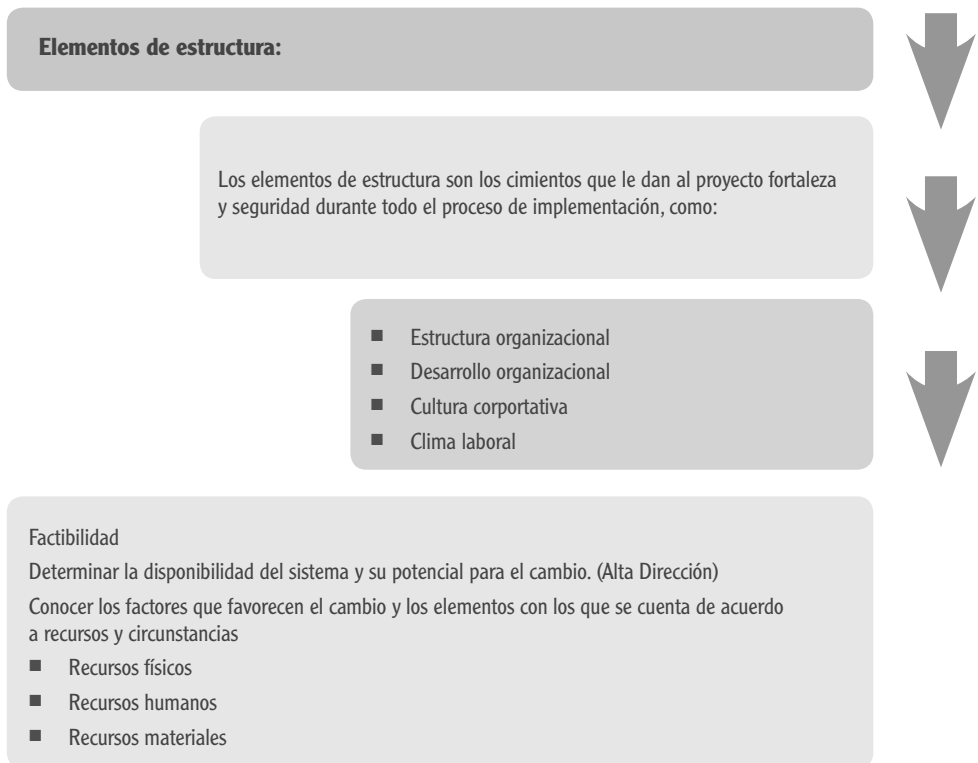 Elementos de estructura:
Los elementos de estructura son los cimientos que le dan al proyecto fortaleza
y seguridad durante todo el proceso de implementación, como:
■ Estructura organizacional
■ Desarrollo organizacional
■ Cultura corportativa
■ Clima laboral
Factibilidad
Determinar la disponibilidad del sistema y su potencial para el cambio. (Alta Dirección)
Conocer los factores que favorecen el cambio y los elementos con los que se cuenta de acuerdo
a recursos y circunstancias
■ Recursos físicos
■ Recursos humanos
■ Recursos materiales